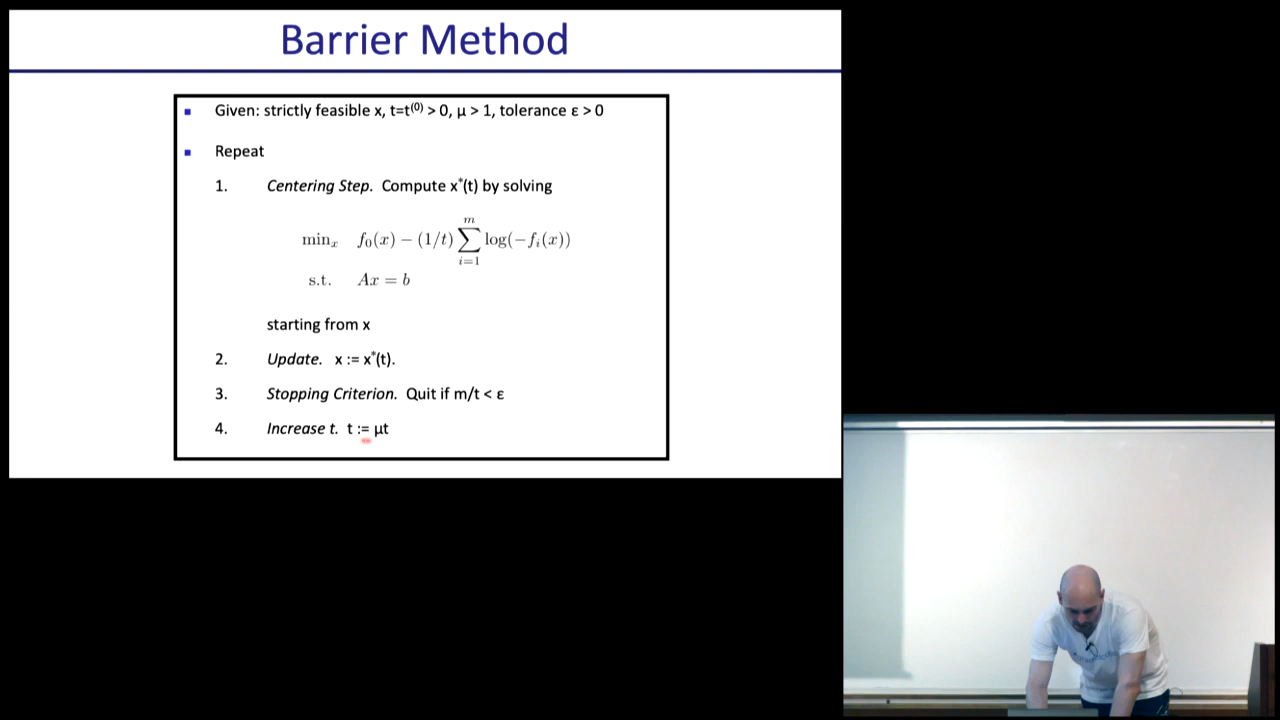 Barrier Method
▪ Given: strictly feasible x, t=t⁽⁰⁾ > 0, μ > 1, tolerance ε > 0
▪ Repeat
1. Centering Step. Compute x*(t) by solving
minₓ f₀(x) − (1/t) ∑ᵢ₌₁ᵐ log(−fᵢ(x))
s.t. Ax = b
starting from x
2. Update. x := x*(t).
3. Stopping Criterion. Quit if m/t < ε
4. Increase t. t := μt